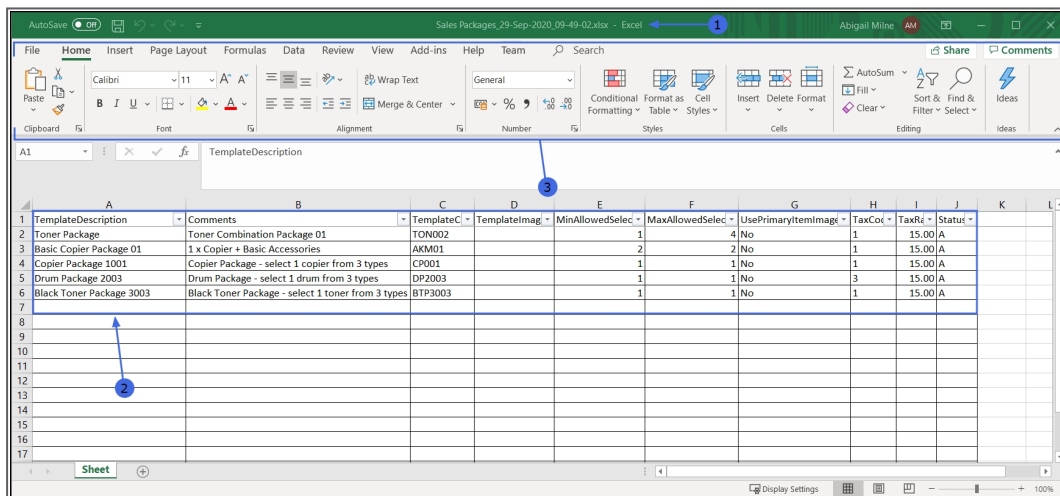 AutoSave Off Sales Packages_29-Sep-2020_09-49-02.xlsx - Excel 1 Abigail Milne AM
File Home Insert Page Layout Formulas Data Review View Add-ins Help Team Search Share Comments
Paste Calibri 11 A^ A˅ Wrap Text General Conditional Formatting Format as Table Cell Styles Insert Delete Format AutoSum Fill Clear Sort & Filter Find & Select Ideas
B I U A Merge & Center % 9
Clipboard Font Alignment Number Styles Cells Editing Ideas
A1 fx TemplateDescription
3
A B C D E F G H I J K L
1 TemplateDescription Comments TemplateC TemplateImag MinAllowedSelec MaxAllowedSelec UsePrimaryItemImage TaxCoc TaxRa Status
2 Toner Package Toner Combination Package 01 TON002 1 4 No 1 15.00 A
3 Basic Copier Package 01 1 x Copier + Basic Accessories AKM01 2 2 No 1 15.00 A
4 Copier Package 1001 Copier Package - select 1 copier from 3 types CP001 1 1 No 1 15.00 A
5 Drum Package 2003 Drum Package - select 1 drum from 3 types DP2003 1 1 No 3 15.00 A
6 Black Toner Package 3003 Black Toner Package - select 1 toner from 3 types BTP3003 1 1 No 1 15.00 A
7
8
9
10
11
12
2
13
14
15
16
17
Sheet
Display Settings 100%